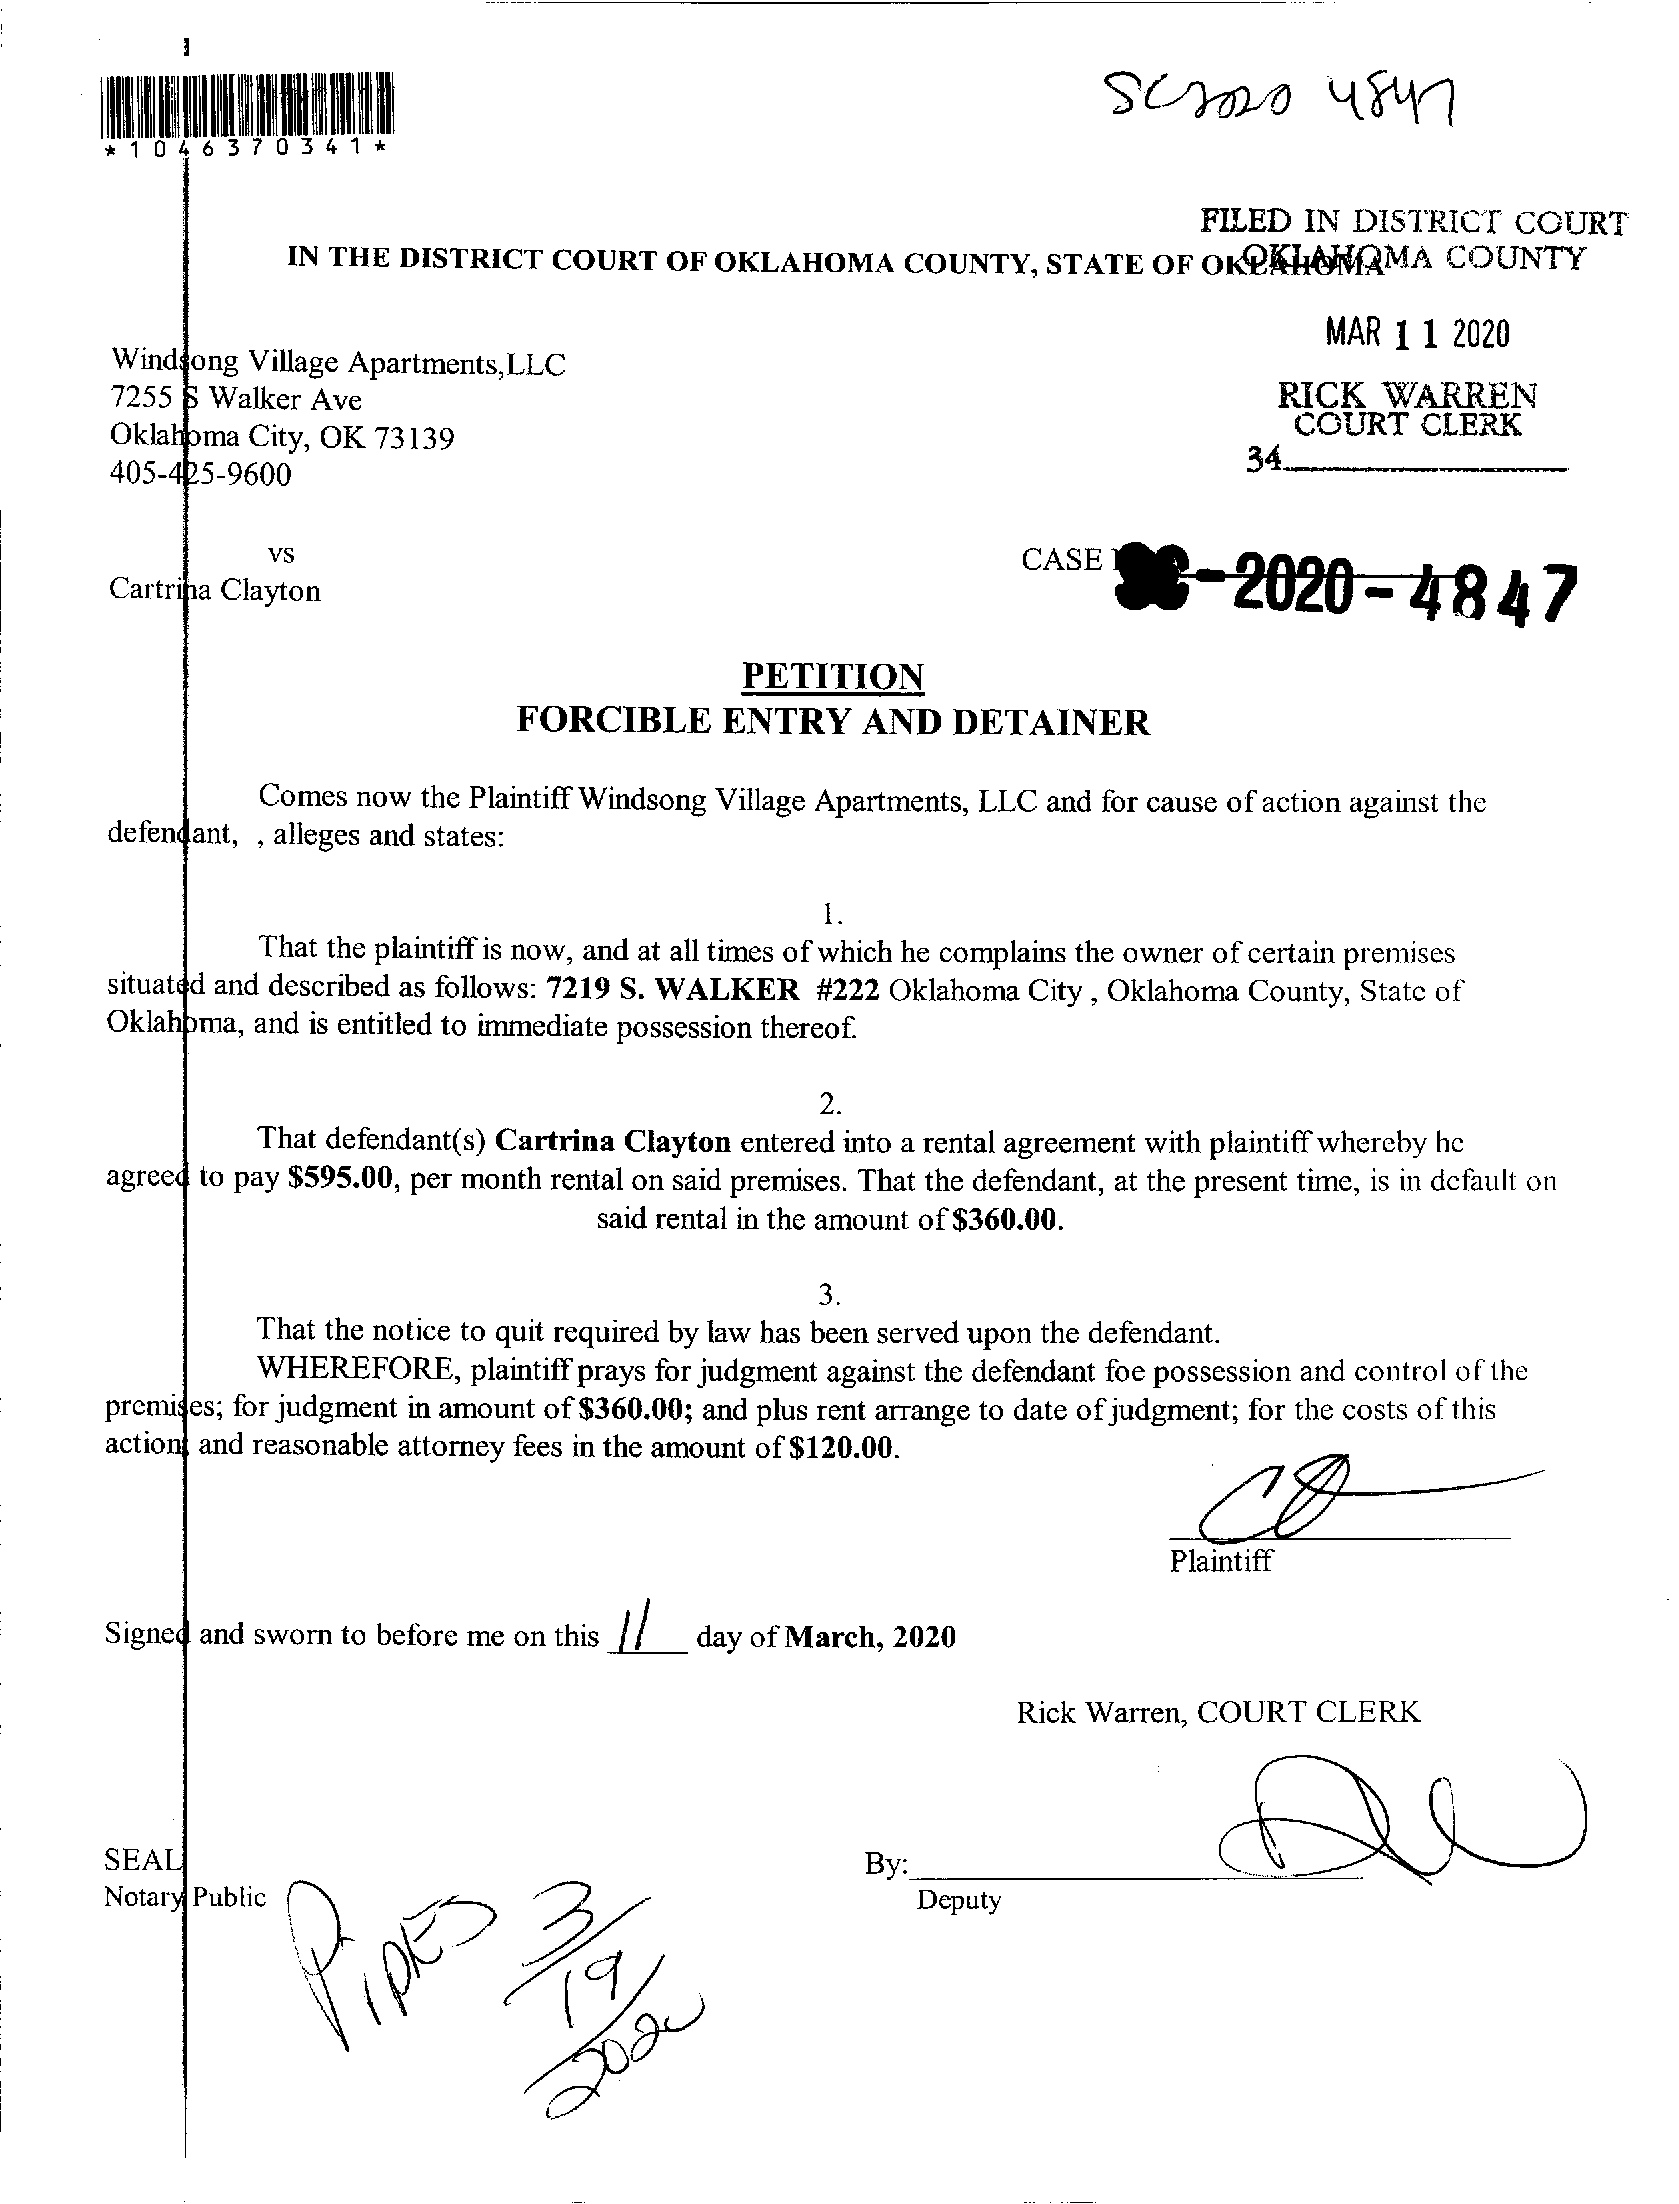 *1046370341*
SC2020 4847
FILED IN DISTRICT COURT
OKLAHOMA COUNTY
IN THE DISTRICT COURT OF OKLAHOMA COUNTY, STATE OF OKLAHOMA
MAR 11 2020
RICK WARREN
COURT CLERK
34
Windsong Village Apartments,LLC
7255 S Walker Ave
Oklahoma City, OK 73139
405-425-9600
vs
Cartrina Clayton
CASE
-2020-4847
PETITION
FORCIBLE ENTRY AND DETAINER
Comes now the Plaintiff Windsong Village Apartments, LLC and for cause of action against the
defendant, , alleges and states:
1.
That the plaintiff is now, and at all times of which he complains the owner of certain premises
situated and described as follows: 7219 S. WALKER #222 Oklahoma City , Oklahoma County, State of
Oklahoma, and is entitled to immediate possession thereof.
2.
That defendant(s) Cartrina Clayton entered into a rental agreement with plaintiff whereby he
agreed to pay $595.00, per month rental on said premises. That the defendant, at the present time, is in default on
said rental in the amount of $360.00.
3.
That the notice to quit required by law has been served upon the defendant.
WHEREFORE, plaintiff prays for judgment against the defendant foe possession and control of the
premises; for judgment in amount of $360.00; and plus rent arrange to date of judgment; for the costs of this
action; and reasonable attorney fees in the amount of $120.00.
Plaintiff
Signed and sworn to before me on this 11 day of March, 2020
Rick Warren, COURT CLERK
SEAL
By:
Notary Public
Deputy
3/19/2020